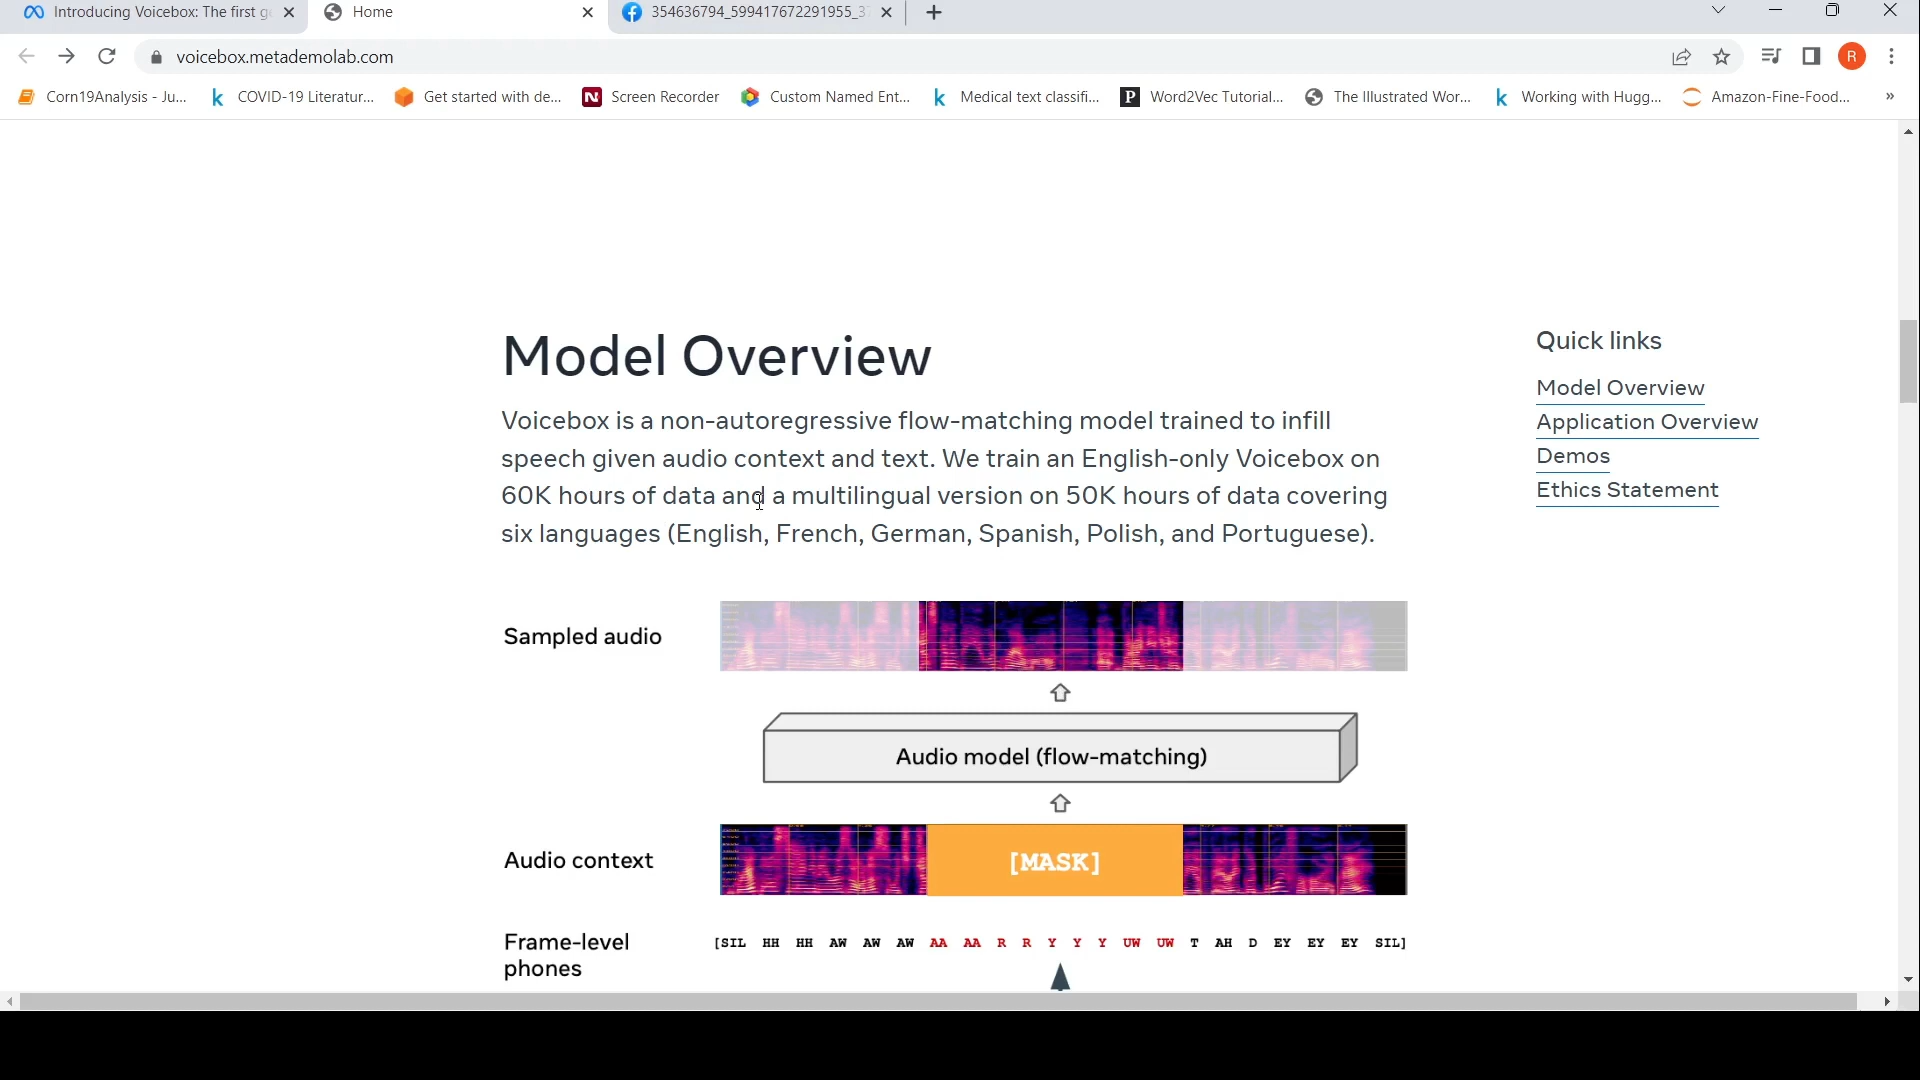 Introducing Voicebox: The first g
Home
354636794_599417672291955_3
voicebox.metademolab.com
R
Corn19Analysis - Ju...
COVID-19 Literatur...
Get started with de...
Screen Recorder
Custom Named Ent...
Medical text classifi...
Word2Vec Tutorial...
The Illustrated Wor...
Working with Hugg...
Amazon-Fine-Food...
»
Model Overview
Voicebox is a non-autoregressive flow-matching model trained to infill
speech given audio context and text. We train an English-only Voicebox on
60K hours of data and a multilingual version on 50K hours of data covering
six languages (English, French, German, Spanish, Polish, and Portuguese).
Quick links
Model Overview
Application Overview
Demos
Ethics Statement
Sampled audio
Audio model (flow-matching)
Audio context
[MASK]
Frame-level
phones
[SIL HH HH AW AW AW AA AA R R Y Y Y UW UW T AH D EY EY EY SIL]